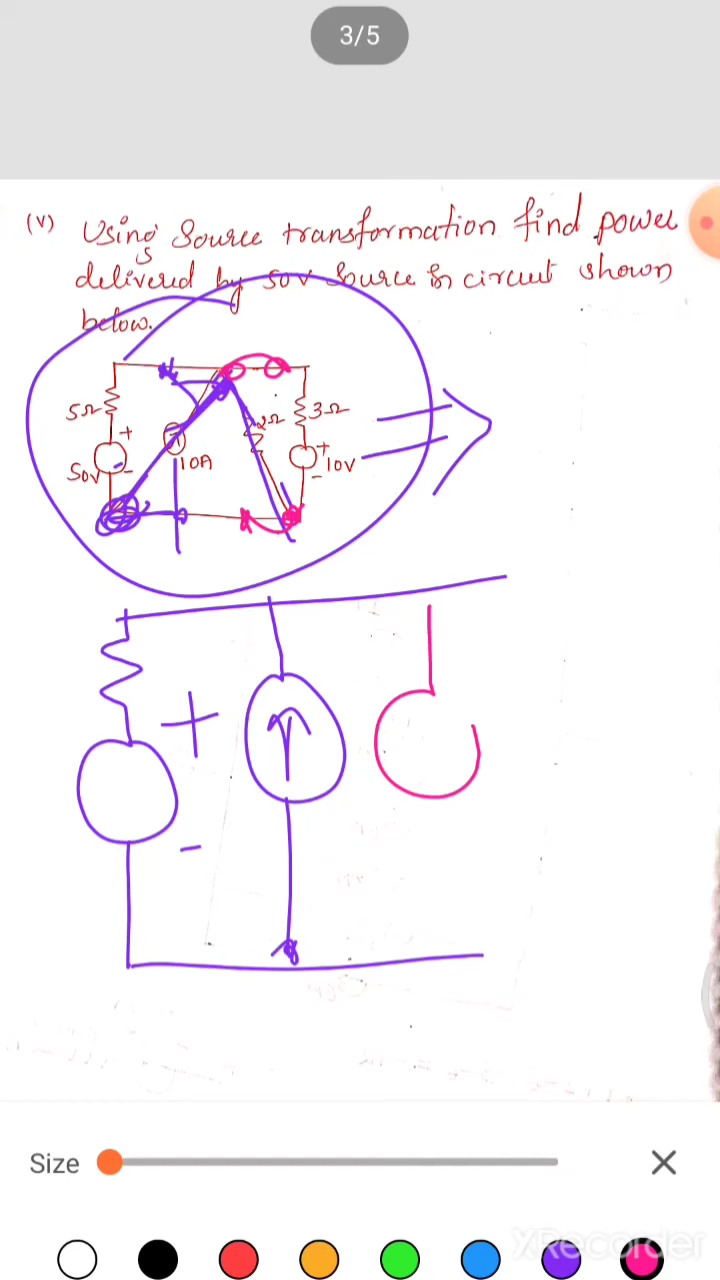 3/5
(V) Using Source transformation find power
delivered by 50V Source in circuit shown
below.
5Ω
+
-
50V
10A
2Ω
3Ω
+
-
10V
+
-
Size
XRecorder